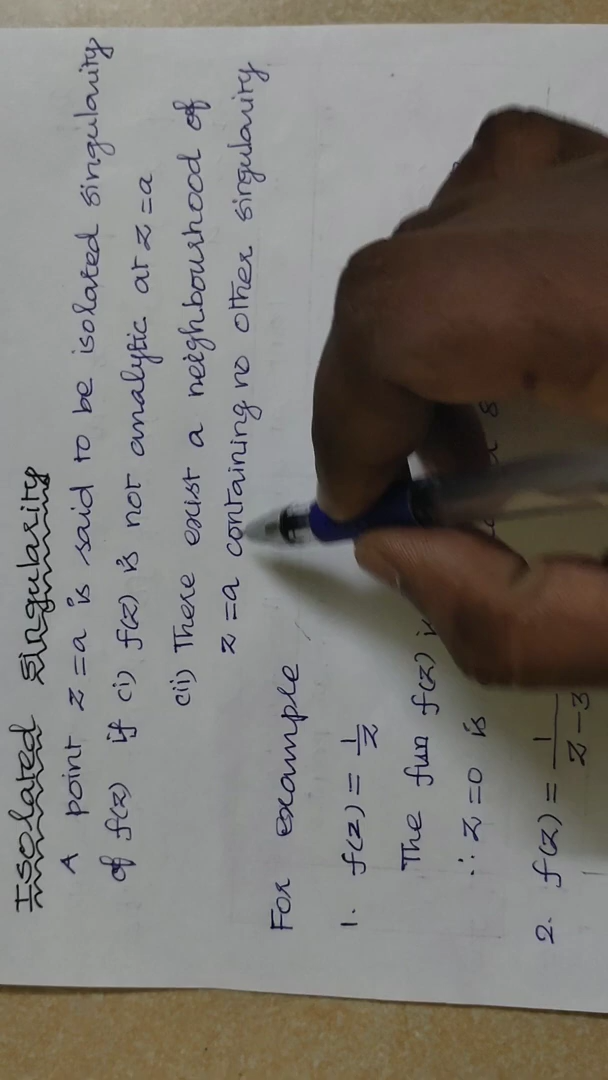 Isolated singularity
A point z = a is said to be isolated singularity
of f(z) if (i) f(z) is not analytic at z = a
(ii) There exist a neighbourhood of
z = a containing no other singularity
For example
1. f(z) = 1/z
The fun f(z) is
∴ z = 0 is
2. f(z) = 1/z-3